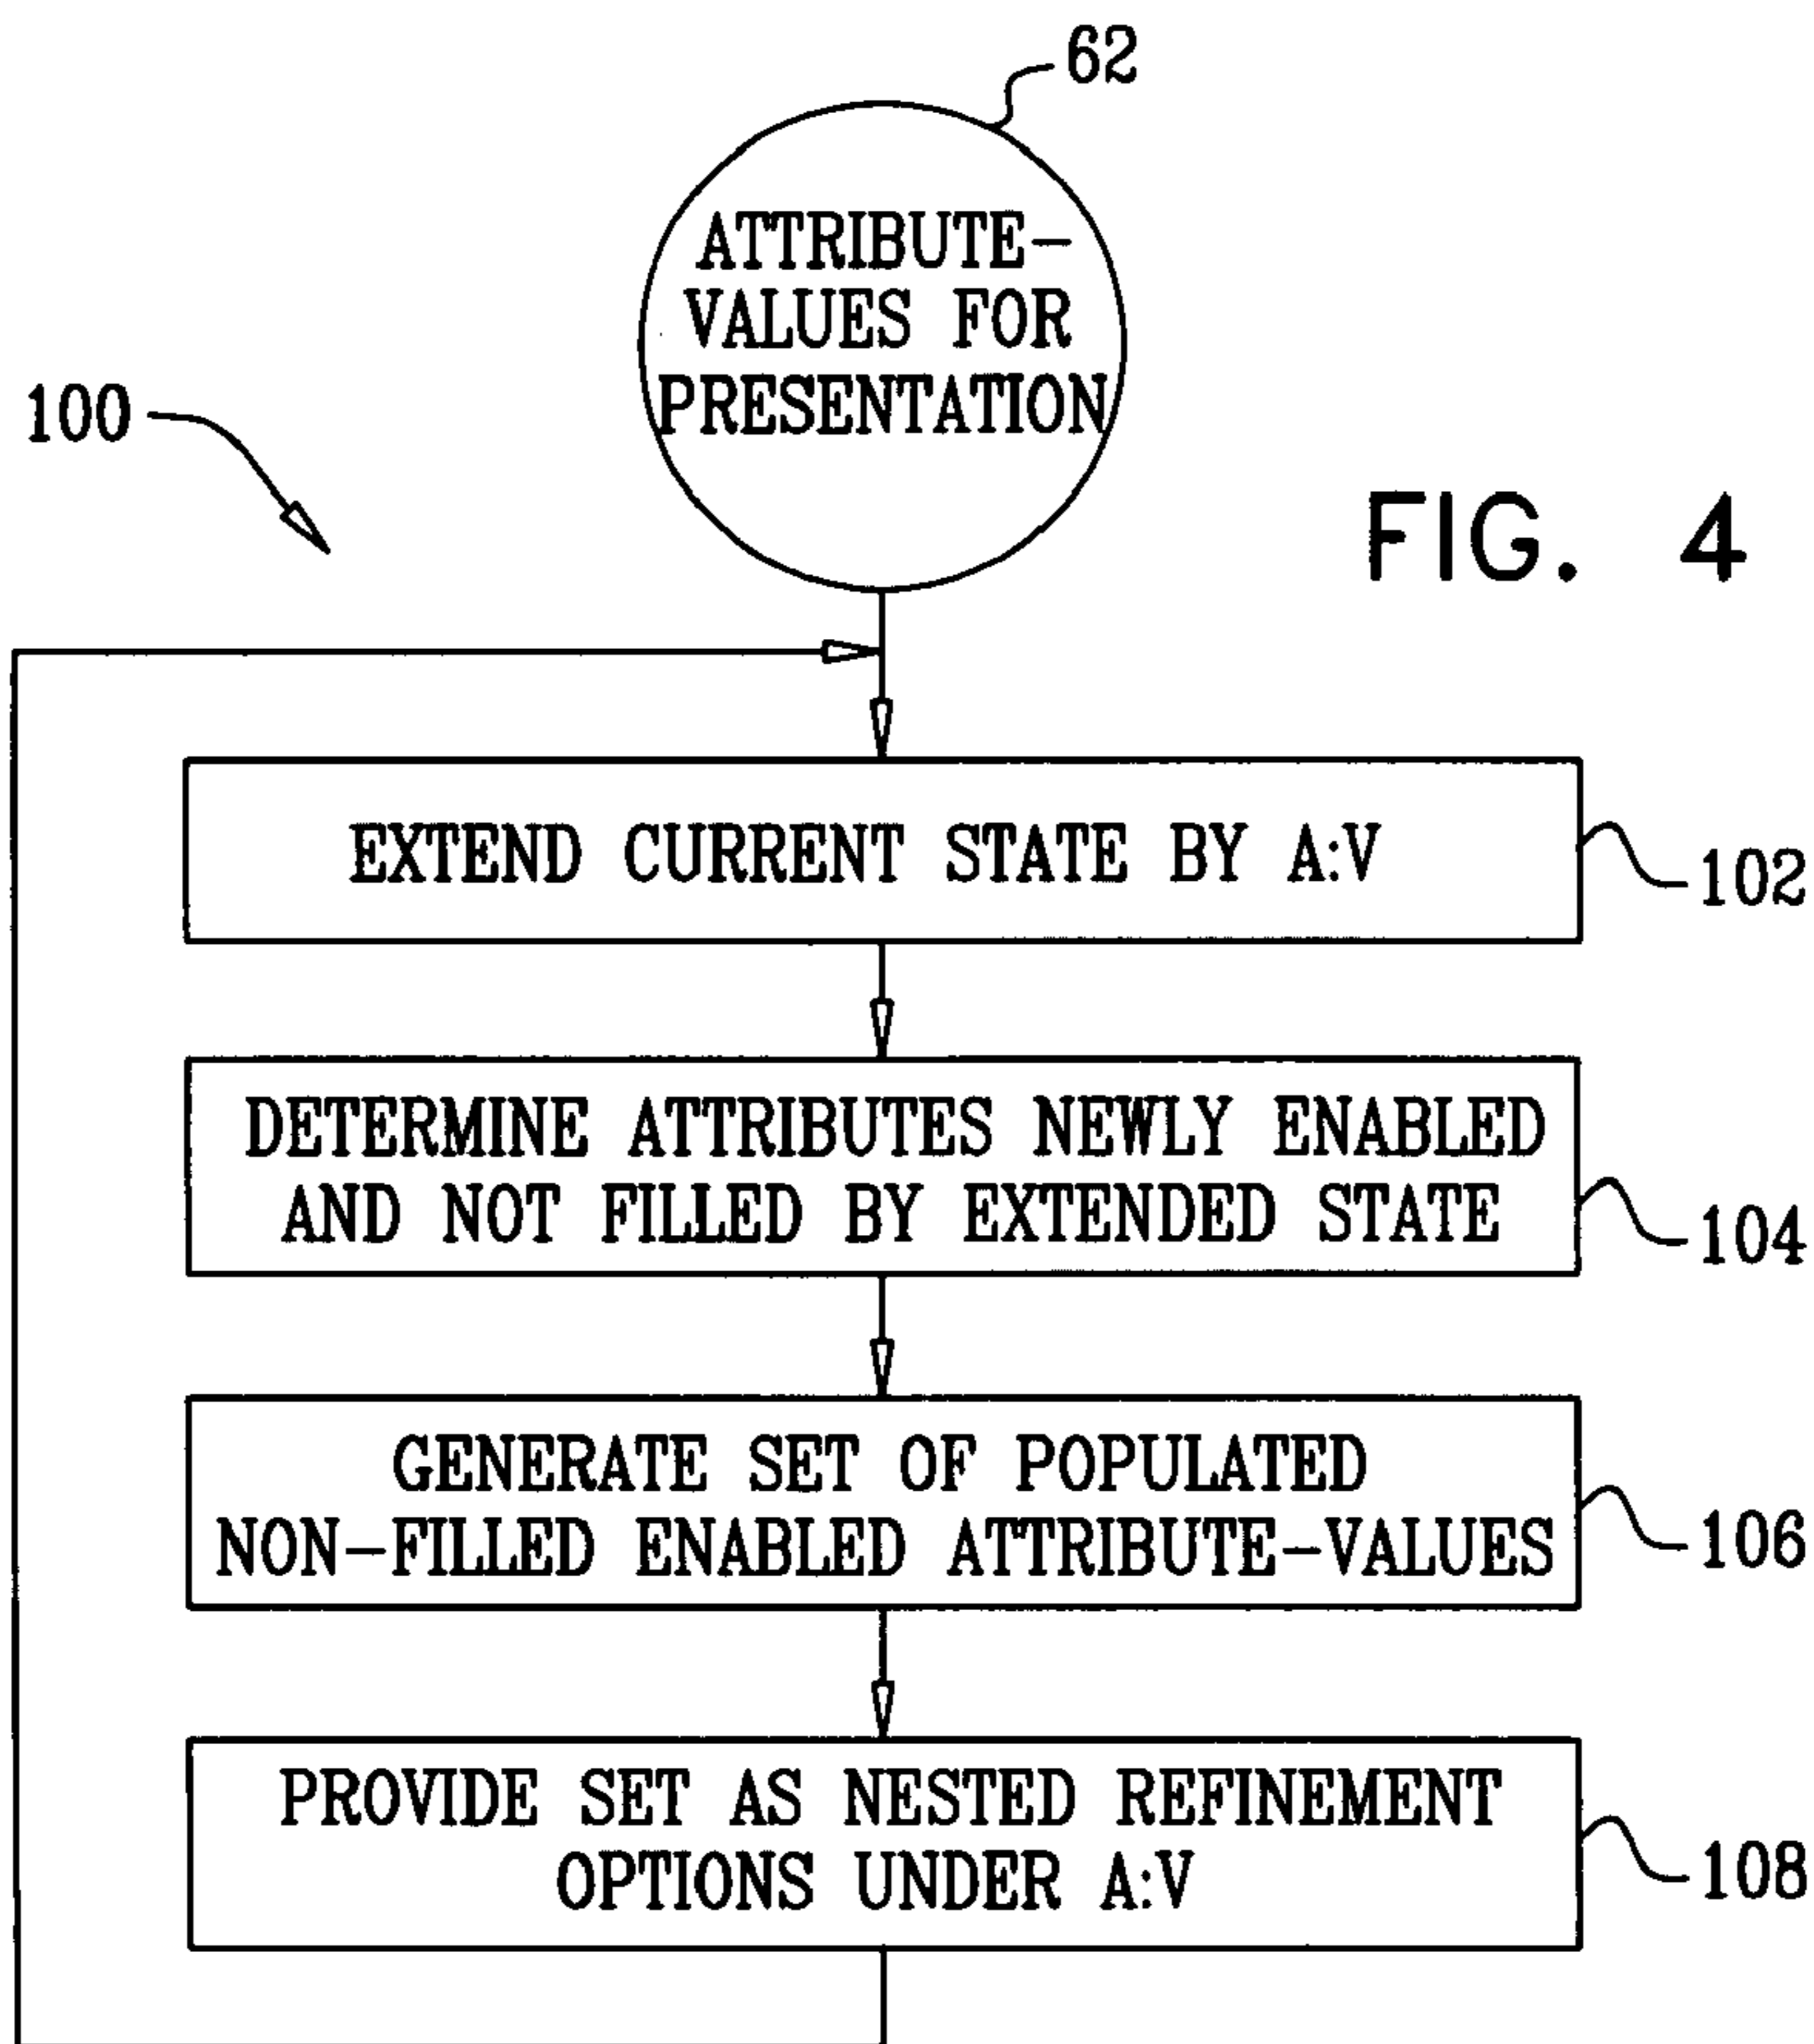 62
ATTRIBUTE-
VALUES FOR
PRESENTATION
100
FIG. 4
EXTEND CURRENT STATE BY A:V
102
DETERMINE ATTRIBUTES NEWLY ENABLED
AND NOT FILLED BY EXTENDED STATE
104
GENERATE SET OF POPULATED
NON-FILLED ENABLED ATTRIBUTE-VALUES
106
PROVIDE SET AS NESTED REFINEMENT
OPTIONS UNDER A:V
108